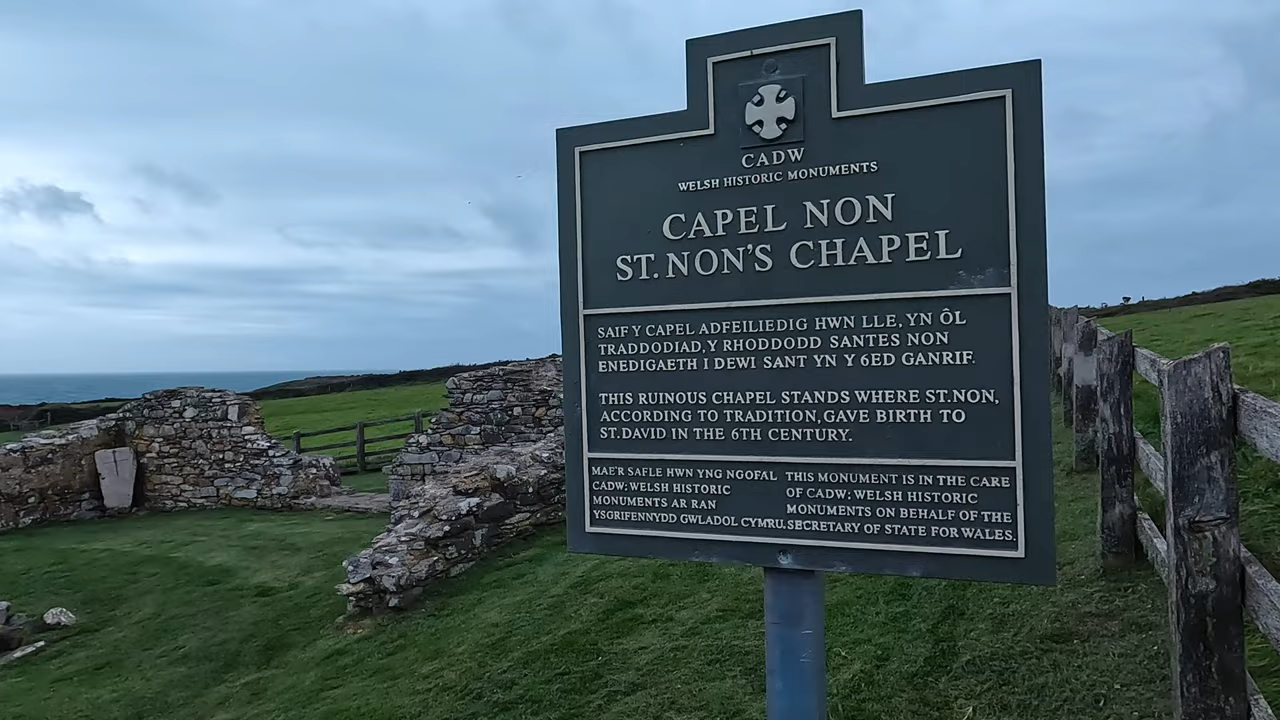 CADW
WELSH HISTORIC MONUMENTS
CAPEL NON
ST. NON'S CHAPEL
SAIF Y CAPEL ADFEILIEDIG HWN LLE, YN ÔL
TRADDODIAD, Y RHODDODD SANTES NON
ENEDIGAETH I DEWI SANT YN Y 6ED GANRIF.
THIS RUINOUS CHAPEL STANDS WHERE ST. NON,
ACCORDING TO TRADITION, GAVE BIRTH TO
ST. DAVID IN THE 6TH CENTURY.
MAE'R SAFLE HWN YNG NGOFAL
CADW: WELSH HISTORIC
MONUMENTS AR RAN
YSGRIFENNYDD GWLADOL CYMRU.
THIS MONUMENT IS IN THE CARE
OF CADW: WELSH HISTORIC
MONUMENTS ON BEHALF OF THE
SECRETARY OF STATE FOR WALES.